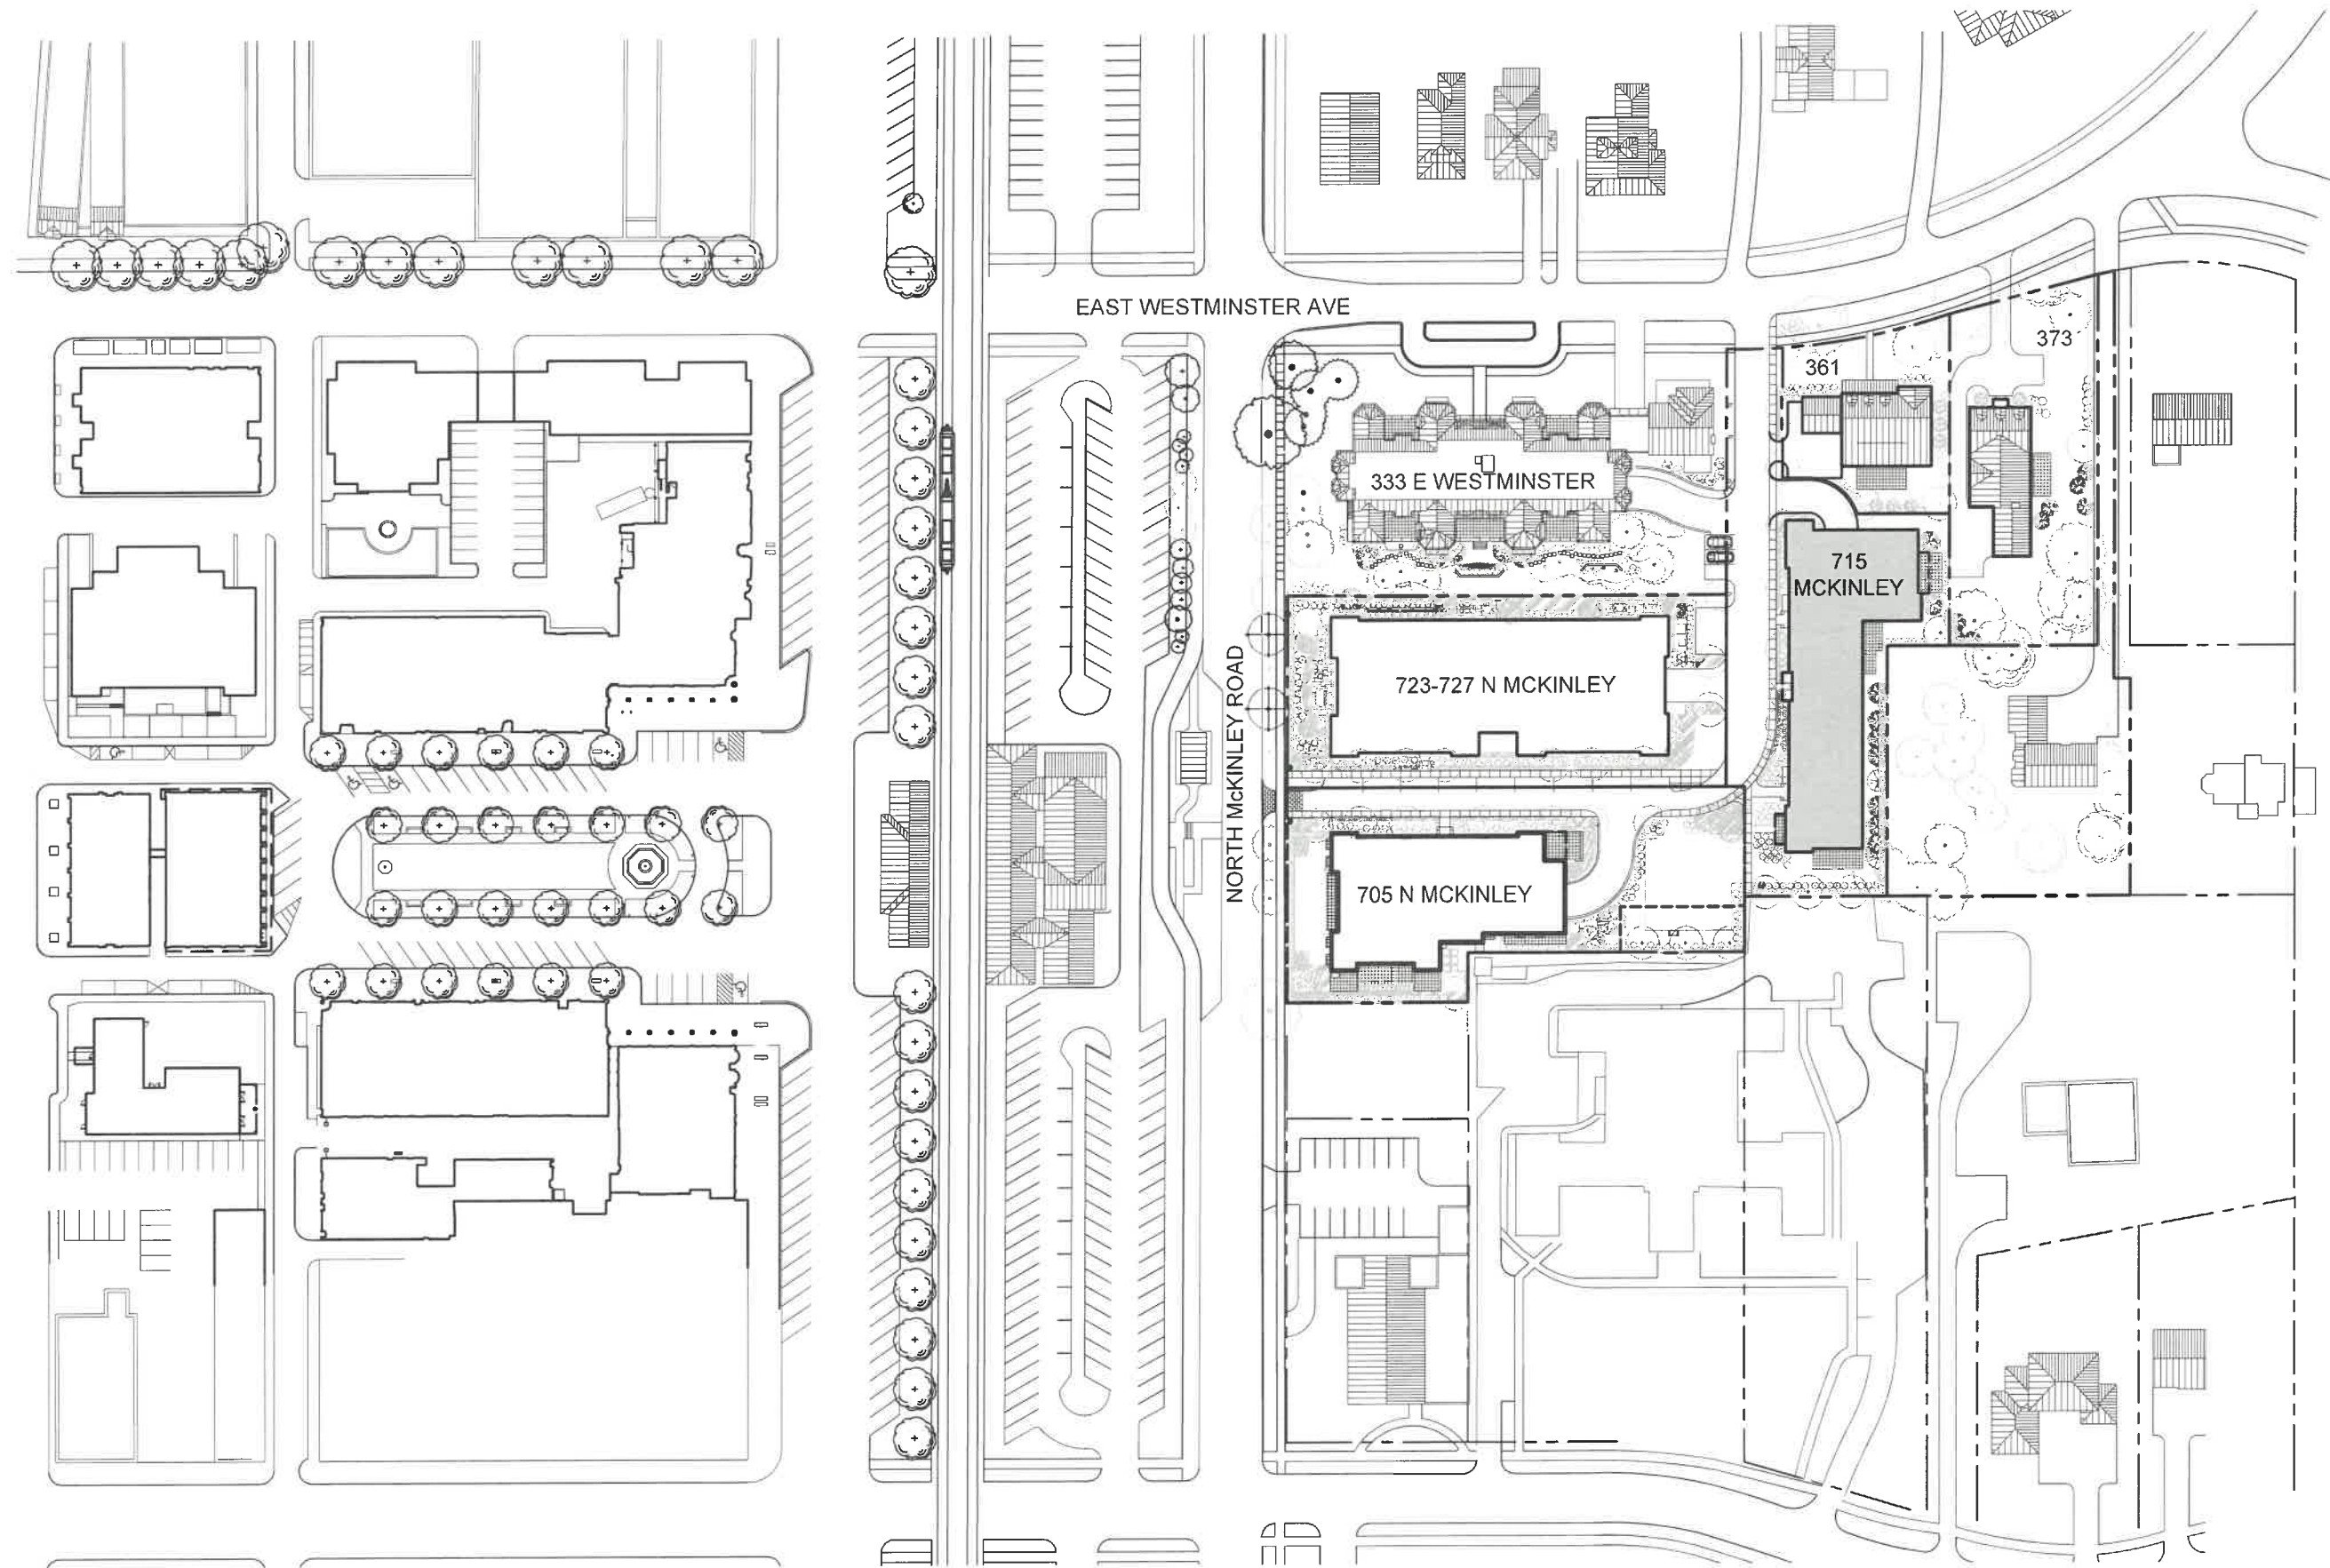 EAST WESTMINSTER AVE
373
361
333 E WESTMINSTER
715
MCKINLEY
723-727 N MCKINLEY
NORTH McKINLEY ROAD
705 N MCKINLEY